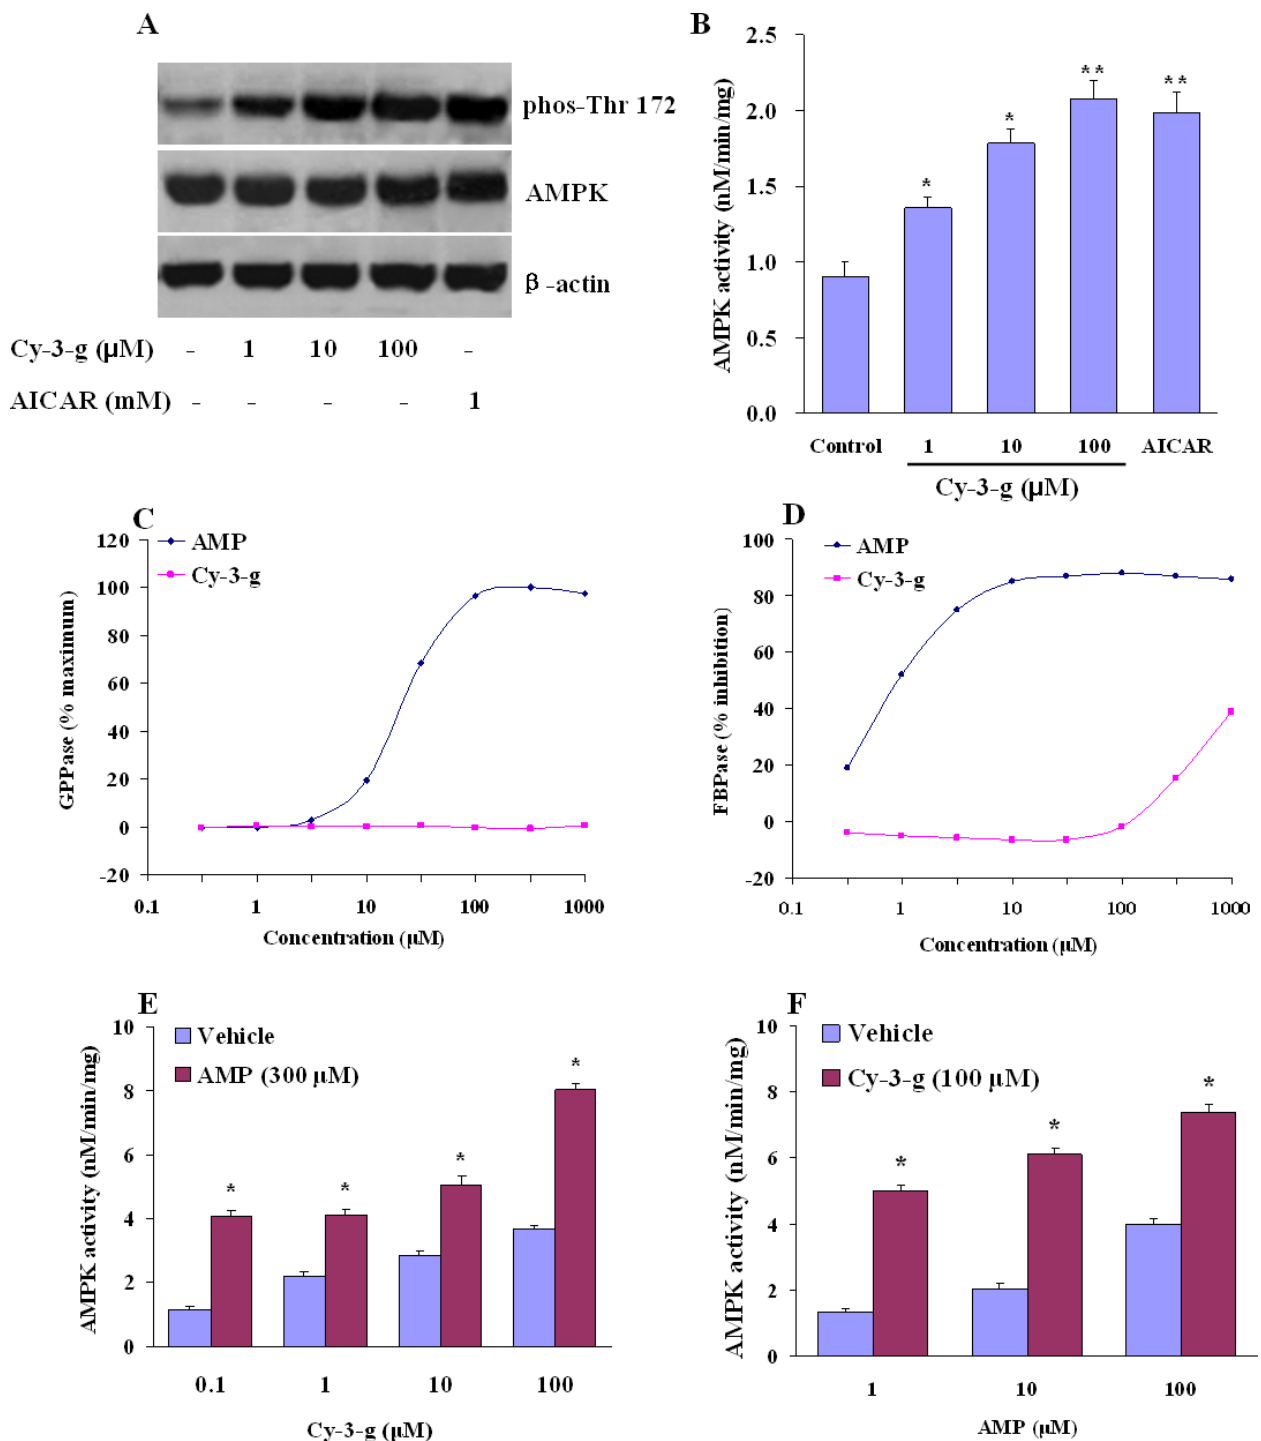 A
phos-Thr 172
AMPK
β-actin
Cy-3-g (μM) - 1 10 100 -
AICAR (mM) - - - - 1
B
AMPK activity (nM/min/mg)
2.5
2.0
1.5
1.0
0.5
0.0
*
*
**
**
Control 1 10 100 AICAR
Cy-3-g (μM)
C
GPPase (% maximum)
AMP
Cy-3-g
120
100
80
60
40
20
0
-20
0.1 1 10 100 1000
Concentration (μM)
D
FBPase (% inhibition)
AMP
Cy-3-g
100
80
60
40
20
0
-20
0.1 1 10 100 1000
Concentration (μM)
E
AMPK activity (nM/min/mg)
Vehicle
AMP (300 μM)
10
8
6
4
2
0
*
*
*
*
0.1 1 10 100
Cy-3-g (μM)
F
AMPK activity (nM/min/mg)
Vehicle
Cy-3-g (100 μM)
10
8
6
4
2
0
*
*
*
1 10 100
AMP (μM)